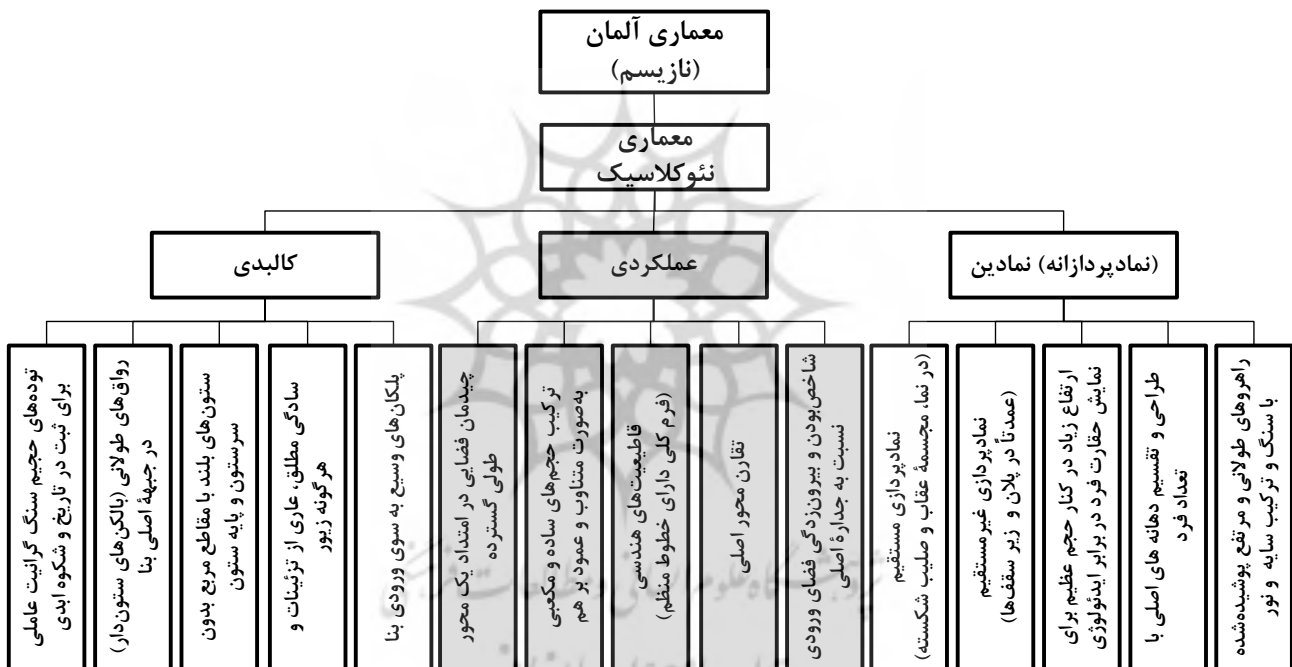 معماری آلمان
(نازیسم)
معماری
نئوکلاسیک
(نمادپردازانه) نمادین
عملکردی
کالبدی
راهروهای طولانی و مرتفع پوشیده‌شده
با سنگ و ترکیب سایه و نور
طراحی و تقسیم دهانه های اصلی با
تعداد فرد
ارتفاع زیاد در کنار حجم عظیم برای
نمایش حقارت فرد در برابر ایدئولوژی
نمادپردازی غیرمستقیم
(عمدتاً در پلان و زیر سقف‌ها)
نمادپردازی مستقیم
(در نما، مجسمهٔ عقاب و صلیب شکسته)
شاخص‌بودن و بیرون‌زدگی فضای ورودی
نسبت به جدارهٔ اصلی
تقارن محور اصلی
قاطعیت‌های هندسی
(فرم کلی دارای خطوط منظم)
ترکیب حجم‌های ساده و مکعبی
به‌صورت متناوب و عمود بر هم
چیدمان فضایی در امتداد یک محور
طولی گسترده
پلکان‌های وسیع به سوی ورودی بنا
سادگی مطلق، عاری از تزئینات و
هرگونه زیور
ستون‌های بلند با مقاطع مربع بدون
سرستون و پایه ستون
رواق‌های طولانی (بالکن‌های ستون‌دار)
در جبههٔ اصلی بنا
توده‌های حجیم سنگ گرانیت عاملی
برای ثبت در تاریخ و شکوه ابدی
پژوهشگاه علوم انسانی و مطالعات فرهنگی